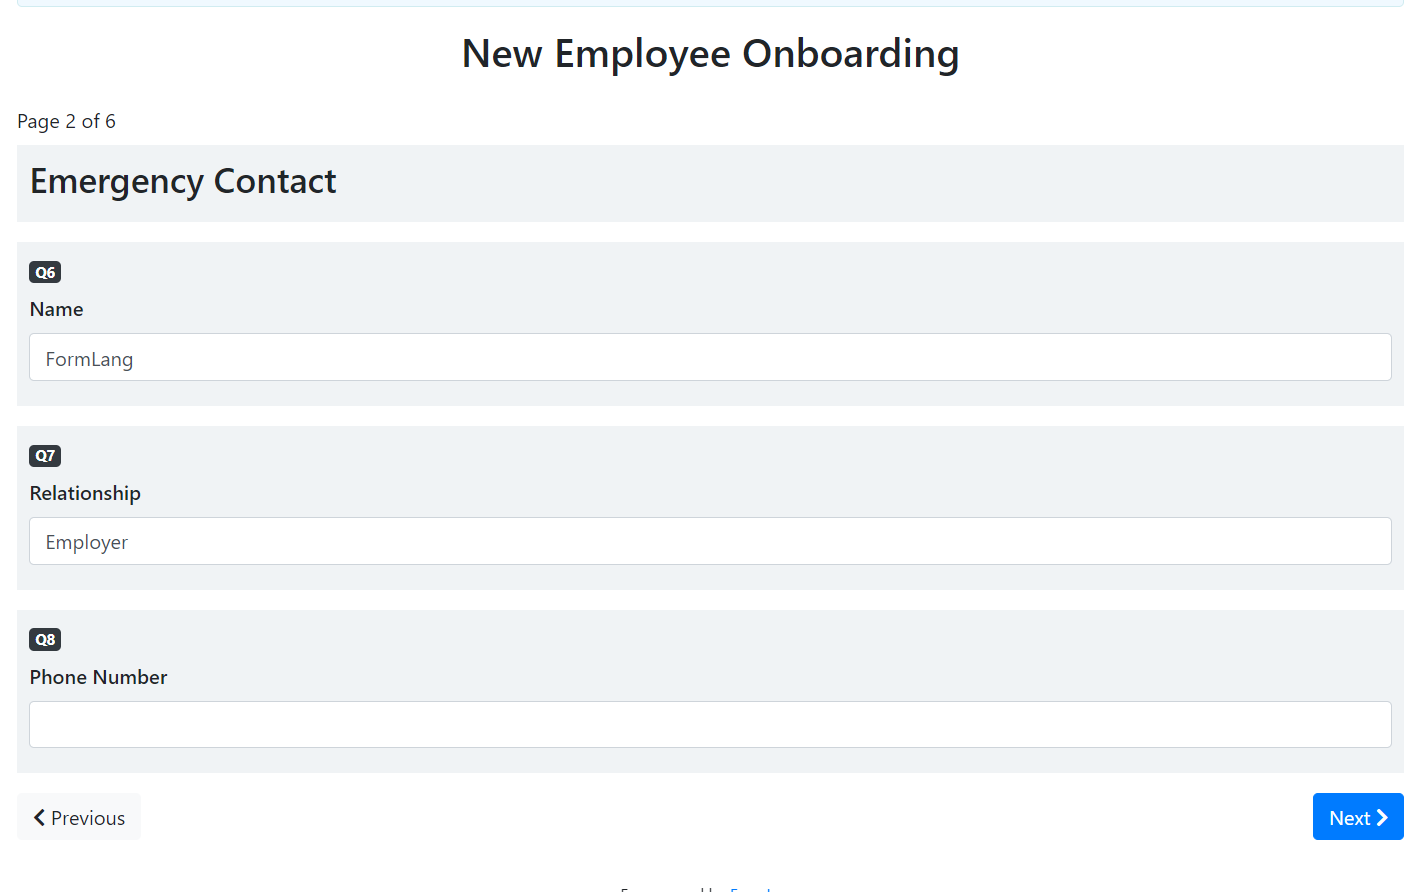 New Employee Onboarding
Page 2 of 6
Emergency Contact
Q6
Name
FormLang
Q7
Relationship
Employer
Q8
Phone Number
Previous
Next